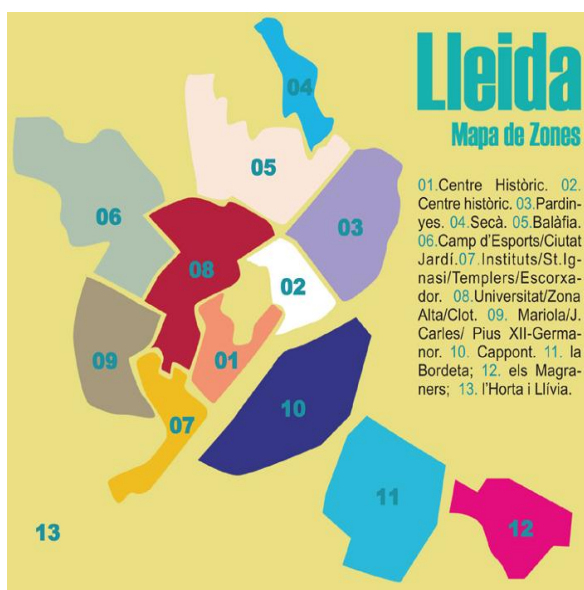 Lleida
Mapa de Zones
01.Centre Històric. 02.
Centre històric. 03.Pardin-
yes. 04.Secà. 05.Balàfia.
06.Camp d'Esports/Ciutat
Jardí.07.Instituts/St.Ig-
nasi/Templers/Escorxa-
dor. 08.Universitat/Zona
Alta/Clot. 09. Mariola/J.
Carles/ Pius XII-Germa-
nor. 10. Cappont. 11. la
Bordeta; 12. els Magra-
ners; 13. l'Horta i Llívia.
04
05
06
03
08
02
01
09
07
10
11
12
13